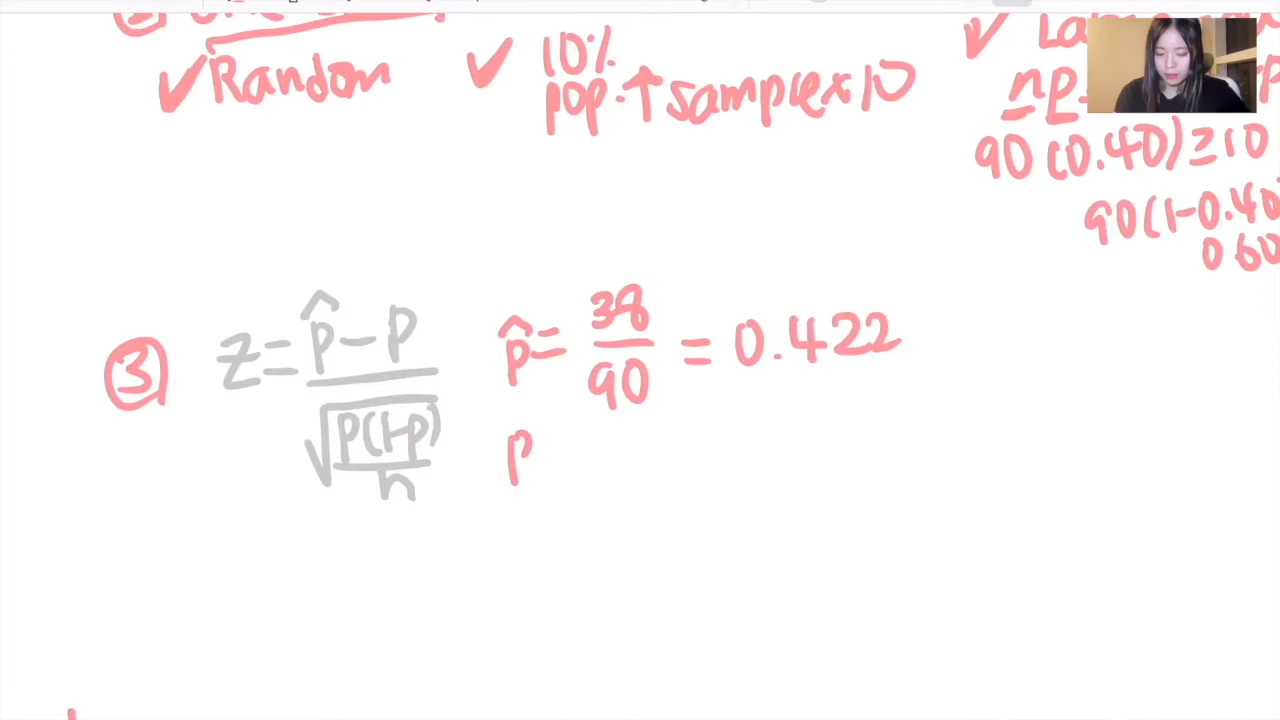 ✓ Random
✓ 10%
pop. ↑ sample x 10
✓
np
90 (0.40) ≥ 10
90(1-0.40)
0.60
③ z = p̂ - p / √(p(1-p)/n)
p̂ = 38/90 = 0.422
p